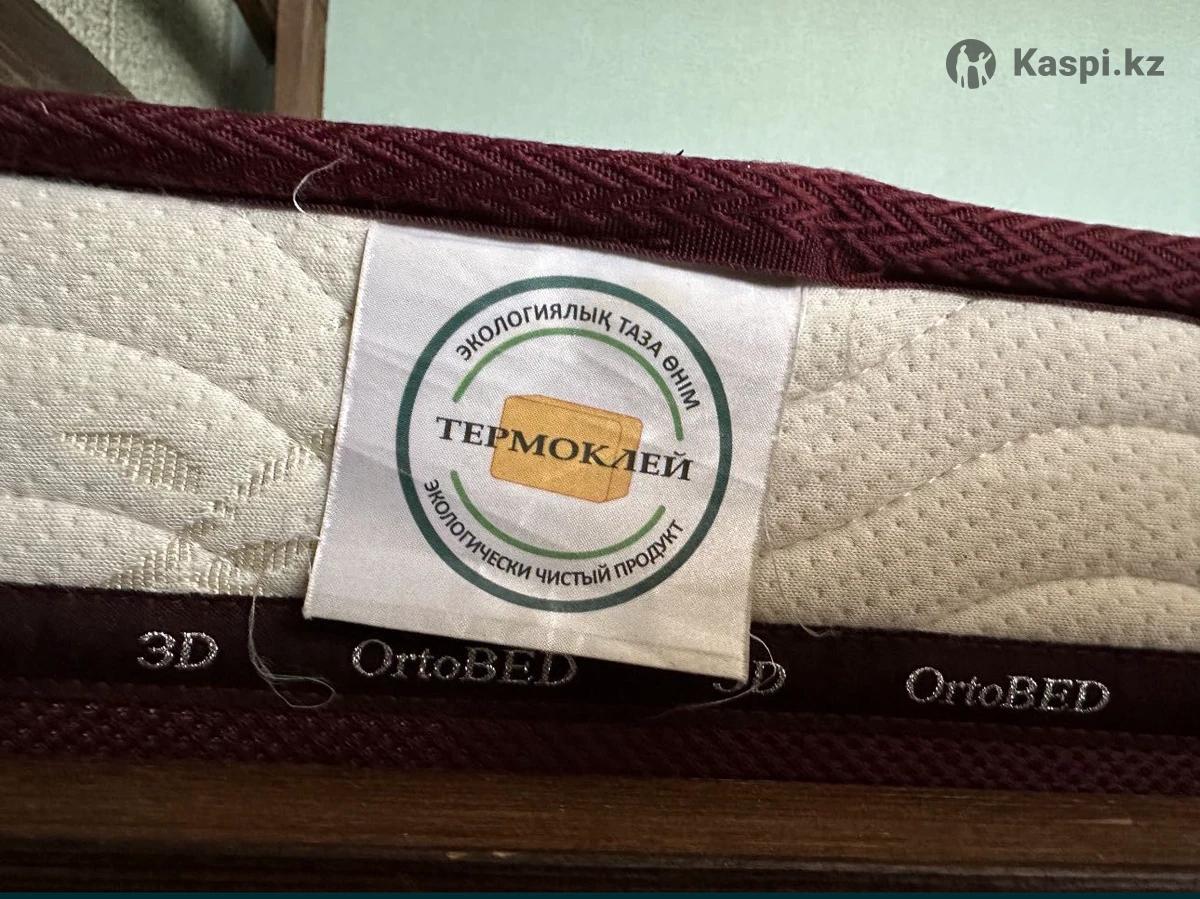 Kaspi.kz
ЭКОЛОГИЯЛЫҚ ТАЗА ӨНІМ
ТЕРМОКЛЕЙ
ЭКОЛОГИЧЕСКИ ЧИСТЫЙ ПРОДУКТ
3D OrtoBED 3D OrtoBED